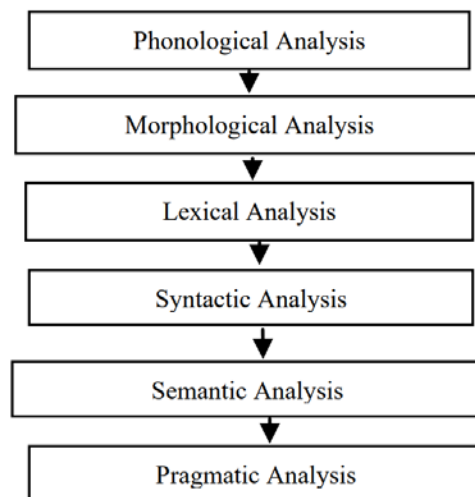 Phonological Analysis
Morphological Analysis
Lexical Analysis
Syntactic Analysis
Semantic Analysis
Pragmatic Analysis